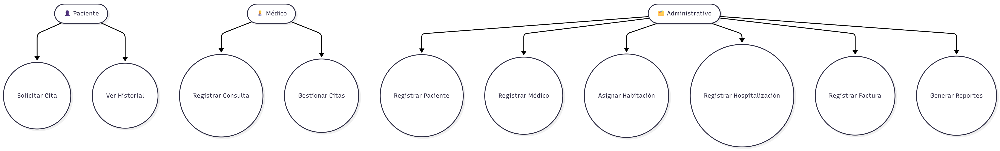 Paciente
Médico
Administrativo
Solicitar Cita
Ver Historial
Registrar Consulta
Gestionar Citas
Registrar Paciente
Registrar Médico
Asignar Habitación
Registrar Hospitalización
Registrar Factura
Generar Reportes